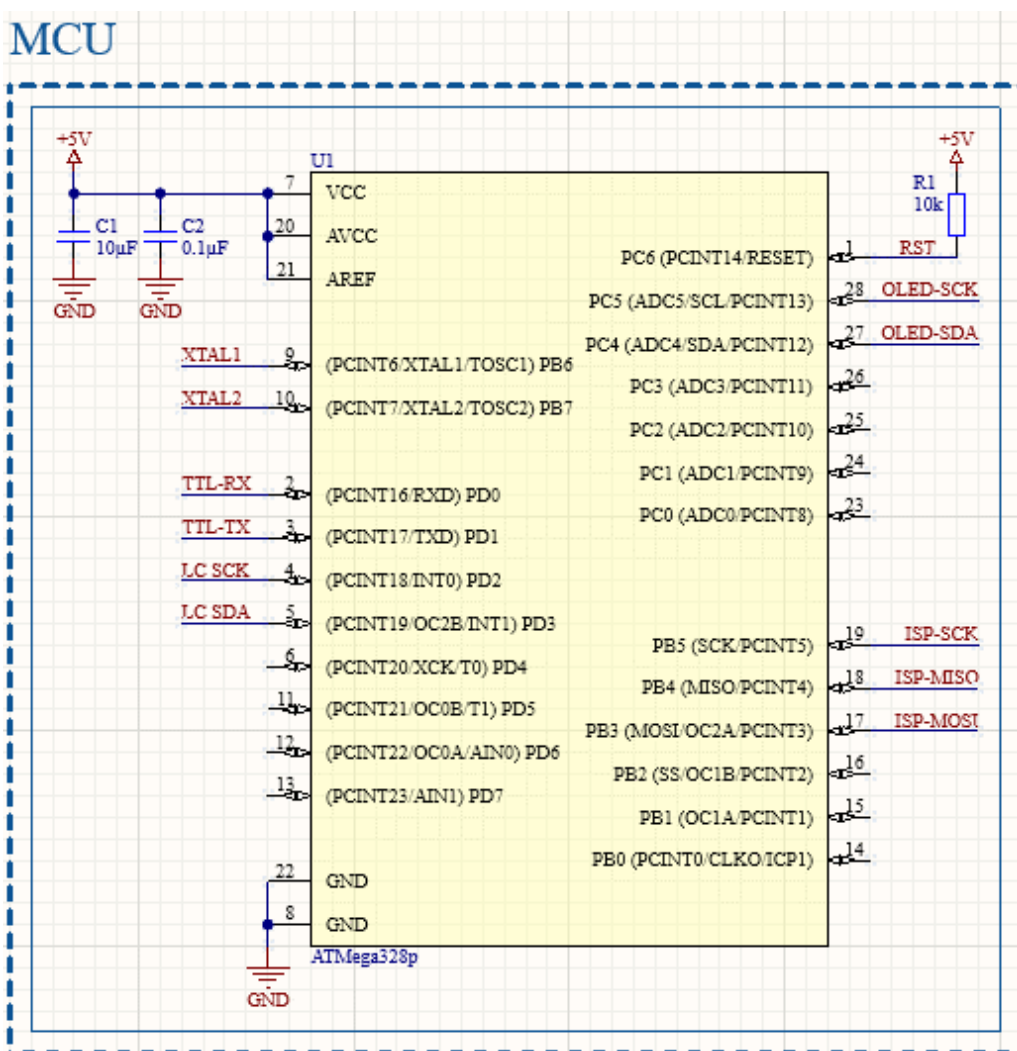 MCU
+5V
C1
10µF
C2
0.1µF
GND
GND
U1
7 VCC
20 AVCC
21 AREF
XTAL1 9 (PCINT6/XTAL1/TOSC1) PB6
XTAL2 10 (PCINT7/XTAL2/TOSC2) PB7
TTL-RX 2 (PCINT16/RXD) PD0
TTL-TX 3 (PCINT17/TXD) PD1
LC SCK 4 (PCINT18/INT0) PD2
LC SDA 5 (PCINT19/OC2B/INT1) PD3
6 (PCINT20/XCK/T0) PD4
11 (PCINT21/OC0B/T1) PD5
12 (PCINT22/OC0A/AIN0) PD6
13 (PCINT23/AIN1) PD7
22 GND
8 GND
GND
ATMega328p
+5V
R1
10k
PC6 (PCINT14/RESET) 1 RST
PC5 (ADC5/SCL/PCINT13) 28 OLED-SCK
PC4 (ADC4/SDA/PCINT12) 27 OLED-SDA
PC3 (ADC3/PCINT11) 26
PC2 (ADC2/PCINT10) 25
PC1 (ADC1/PCINT9) 24
PC0 (ADC0/PCINT8) 23
PB5 (SCK/PCINT5) 19 ISP-SCK
PB4 (MISO/PCINT4) 18 ISP-MISO
PB3 (MOSI/OC2A/PCINT3) 17 ISP-MOSI
PB2 (SS/OC1B/PCINT2) 16
PB1 (OC1A/PCINT1) 15
PB0 (PCINT0/CLKO/ICP1) 14